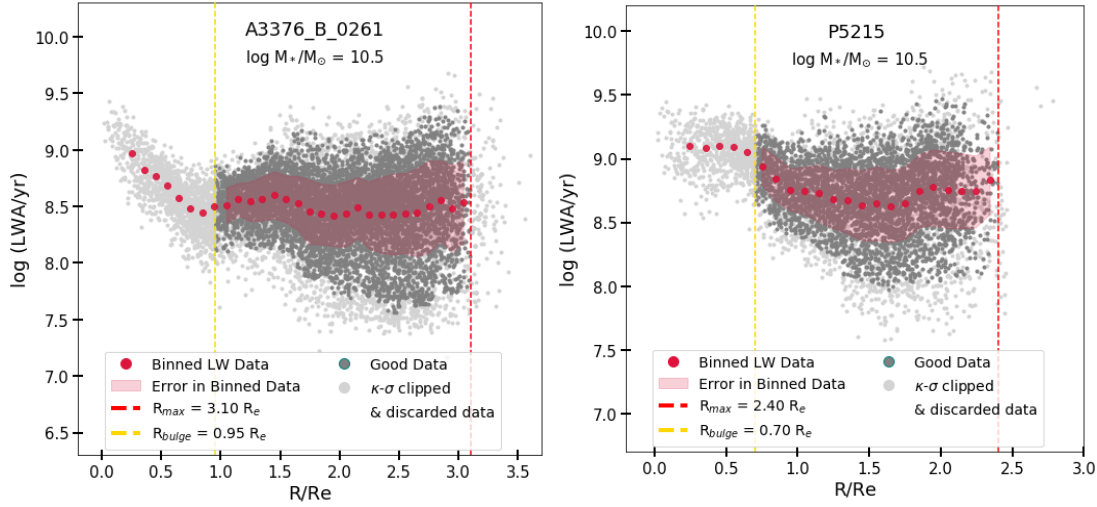 A3376_B_0261
log M∗/M⊙ = 10.5
log (LWA/yr)
10.0
9.5
9.0
8.5
8.0
7.5
7.0
6.5
Binned LW Data
Error in Binned Data
R_max = 3.10 R_e
R_bulge = 0.95 R_e
Good Data
κ-σ clipped
& discarded data
0.0 0.5 1.0 1.5 2.0 2.5 3.0 3.5
R/Re
P5215
log M∗/M⊙ = 10.5
log (LWA/yr)
10.0
9.5
9.0
8.5
8.0
7.5
7.0
Binned LW Data
Error in Binned Data
R_max = 2.40 R_e
R_bulge = 0.70 R_e
Good Data
κ-σ clipped
& discarded data
0.0 0.5 1.0 1.5 2.0 2.5 3.0
R/Re